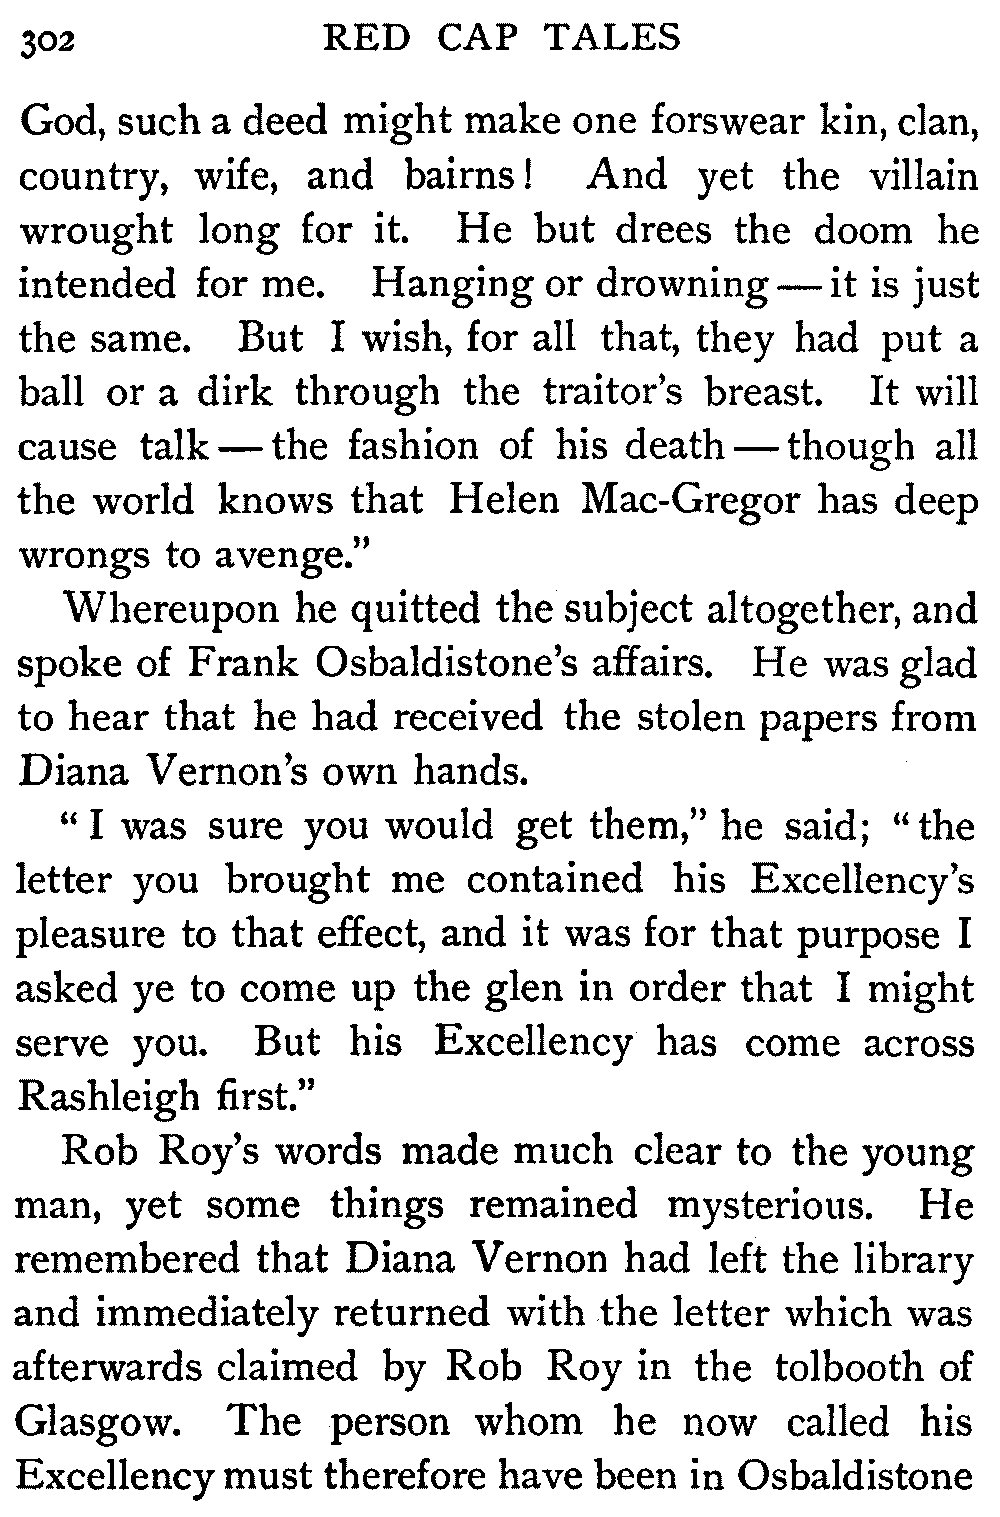 302 RED CAP TALES
God, such a deed might make one forswear kin, clan,
country, wife, and bairns! And yet the villain
wrought long for it. He but drees the doom he
intended for me. Hanging or drowning — it is just
the same. But I wish, for all that, they had put a
ball or a dirk through the traitor's breast. It will
cause talk — the fashion of his death — though all
the world knows that Helen Mac-Gregor has deep
wrongs to avenge."
Whereupon he quitted the subject altogether, and
spoke of Frank Osbaldistone's affairs. He was glad
to hear that he had received the stolen papers from
Diana Vernon's own hands.
"I was sure you would get them," he said; "the
letter you brought me contained his Excellency's
pleasure to that effect, and it was for that purpose I
asked ye to come up the glen in order that I might
serve you. But his Excellency has come across
Rashleigh first."
Rob Roy's words made much clear to the young
man, yet some things remained mysterious. He
remembered that Diana Vernon had left the library
and immediately returned with the letter which was
afterwards claimed by Rob Roy in the tolbooth of
Glasgow. The person whom he now called his
Excellency must therefore have been in Osbaldistone